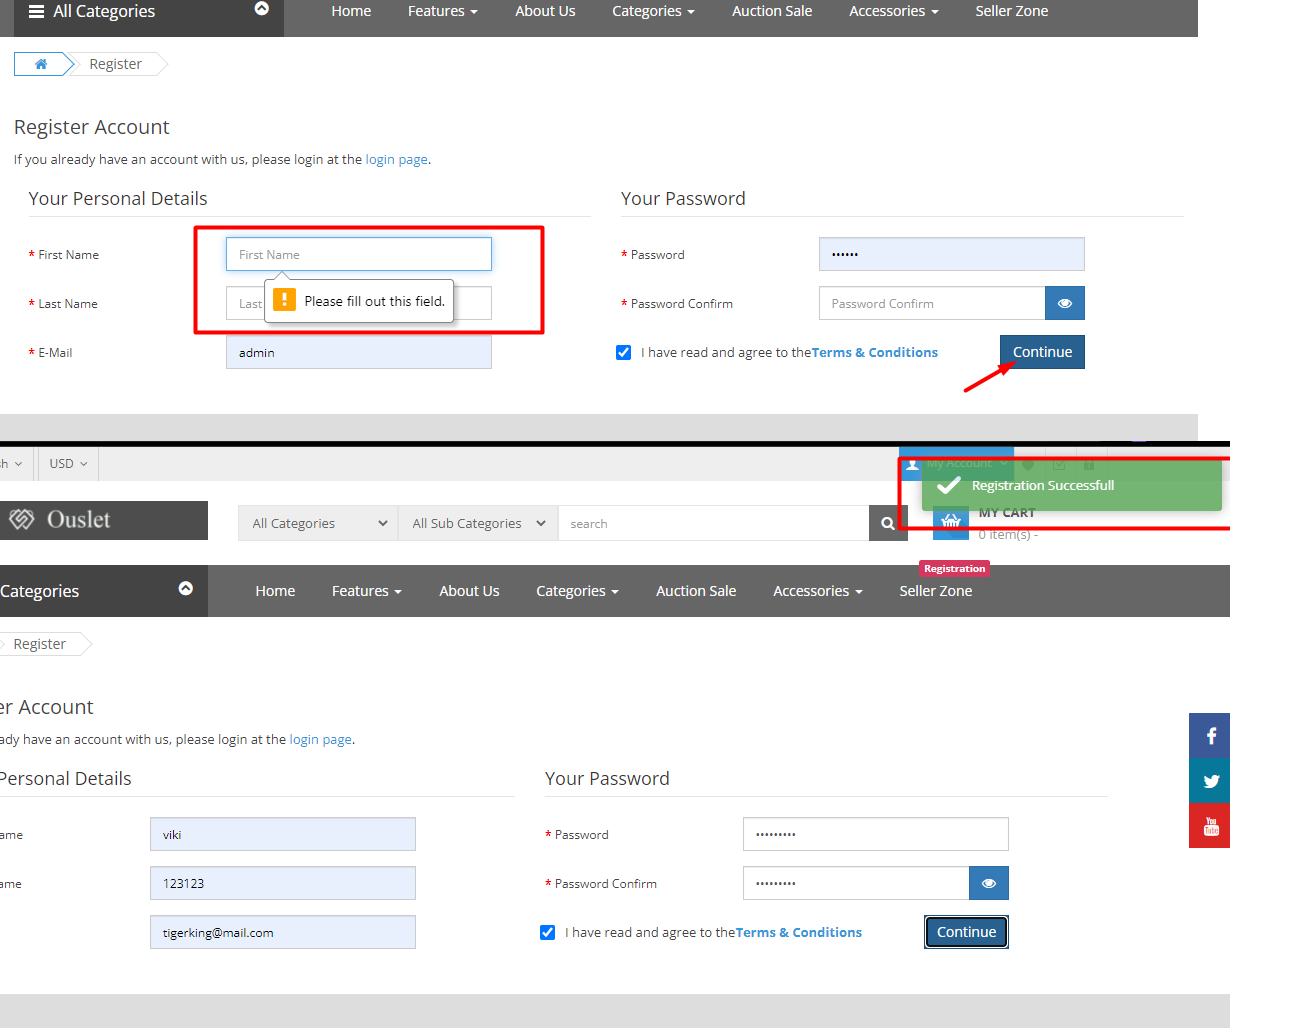 All Categories
Home Features About Us Categories Auction Sale Accessories Seller Zone
Register
Register Account
If you already have an account with us, please login at the login page.
Your Personal Details
Your Password
* First Name
First Name
* Password
••••••
Please fill out this field.
* Last Name
Last
* Password Confirm
Password Confirm
* E-Mail
admin
I have read and agree to theTerms & Conditions
Continue
sh
USD
My Account
Registration Successfull
Ouslet
All Categories
All Sub Categories
search
MY CART
0 item(s) -
Registration
Categories
Home Features About Us Categories Auction Sale Accessories Seller Zone
Register
er Account
ady have an account with us, please login at the login page.
Personal Details
Your Password
ame
viki
* Password
•••••••••
ame
123123
* Password Confirm
•••••••••
tigerking@mail.com
I have read and agree to theTerms & Conditions
Continue
You
Tube